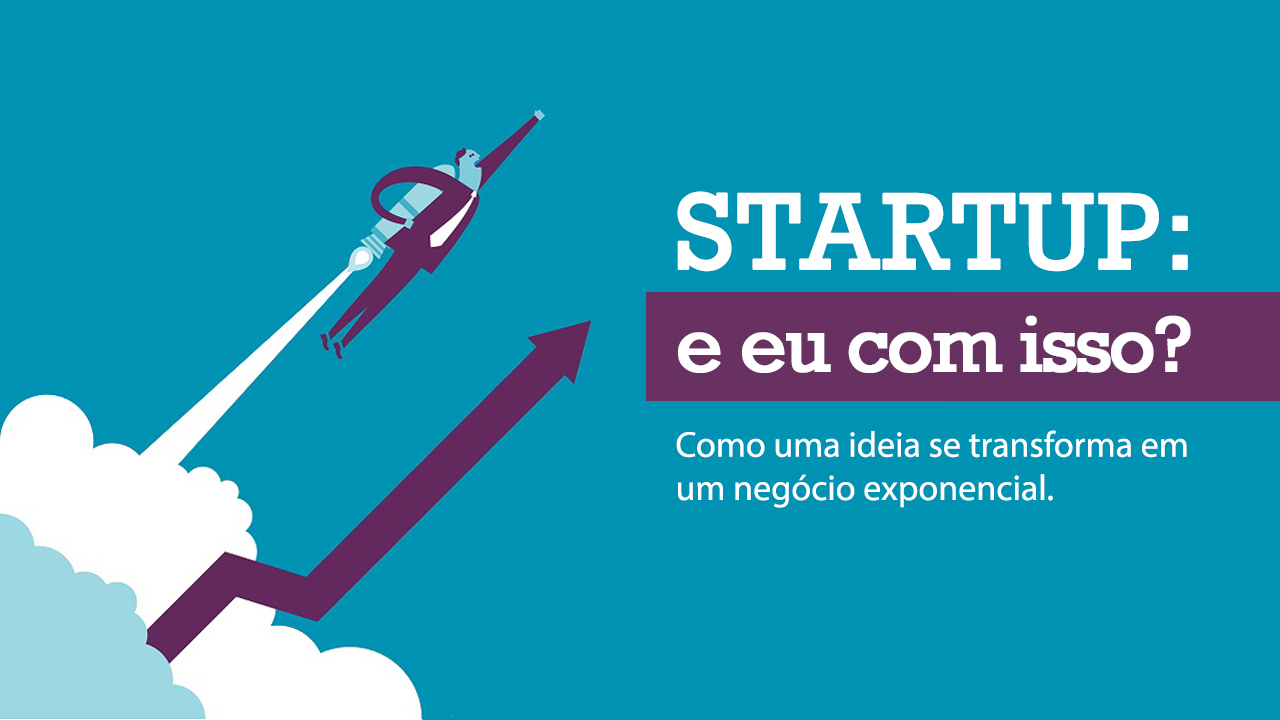 STARTUP:
e eu com isso?
Como uma ideia se transforma em
um negócio exponencial.